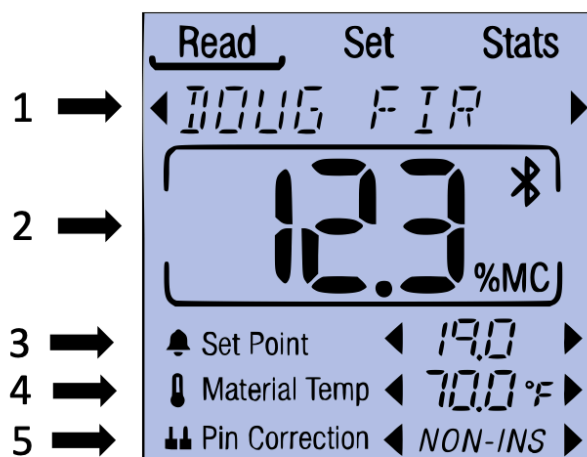 Read Set Stats
1 DOUG FIR
2 12.3 %MC
3 Set Point 19.0
4 Material Temp 70.0 °F
5 Pin Correction NON-INS